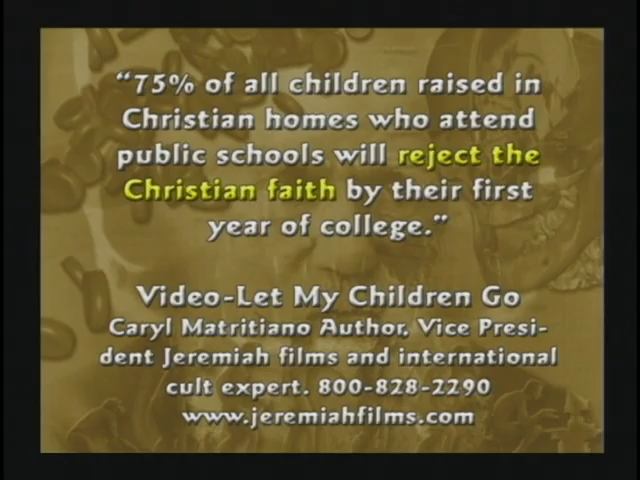 “75% of all children raised in
Christian homes who attend
public schools will reject the
Christian faith by their first
year of college.”
Video-Let My Children Go
Caryl Matritiano Author, Vice Presi-
dent Jeremiah films and international
cult expert. 800-828-2290
www.jeremiahfilms.com